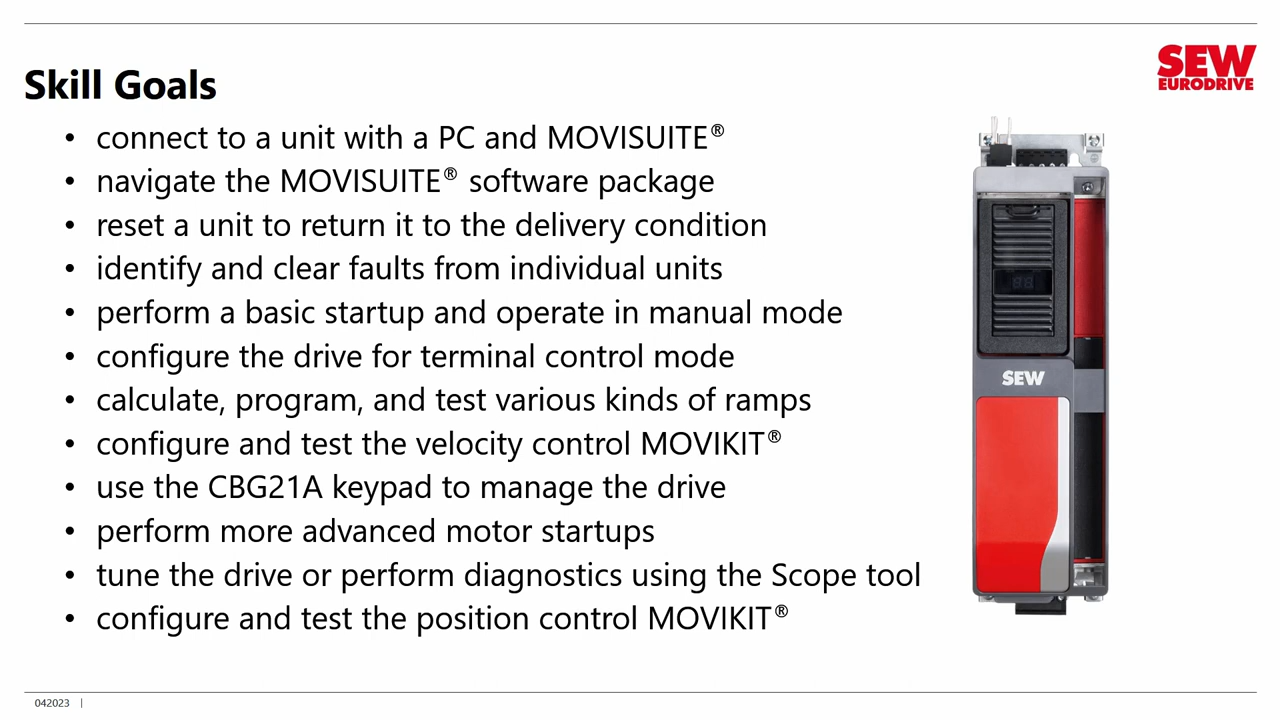 SEW
EURODRIVE
Skill Goals
• connect to a unit with a PC and MOVISUITE®
• navigate the MOVISUITE® software package
• reset a unit to return it to the delivery condition
• identify and clear faults from individual units
• perform a basic startup and operate in manual mode
• configure the drive for terminal control mode
• calculate, program, and test various kinds of ramps
• configure and test the velocity control MOVIKIT®
• use the CBG21A keypad to manage the drive
• perform more advanced motor startups
• tune the drive or perform diagnostics using the Scope tool
• configure and test the position control MOVIKIT®
SEW
042023 |